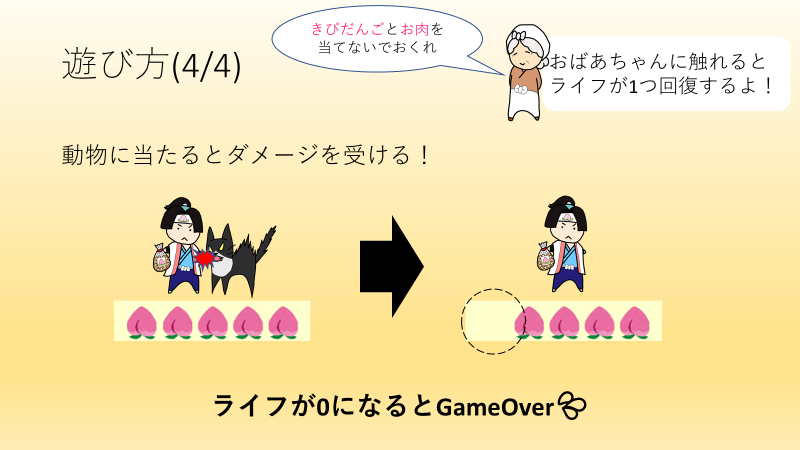 遊び方(4/4)
きびだんごとお肉を
当てないでおくれ
おばあちゃんに触れると
ライフが1つ回復するよ！
動物に当たるとダメージを受ける！
ライフが0になるとGameOver